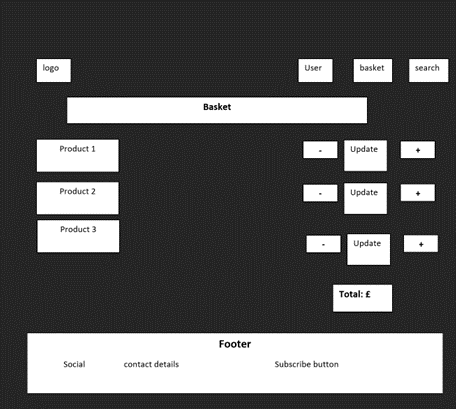 logo User basket search
Basket
Product 1 - Update +
Product 2 - Update +
Product 3 - Update +
Total: £
Footer
Social contact details Subscribe button